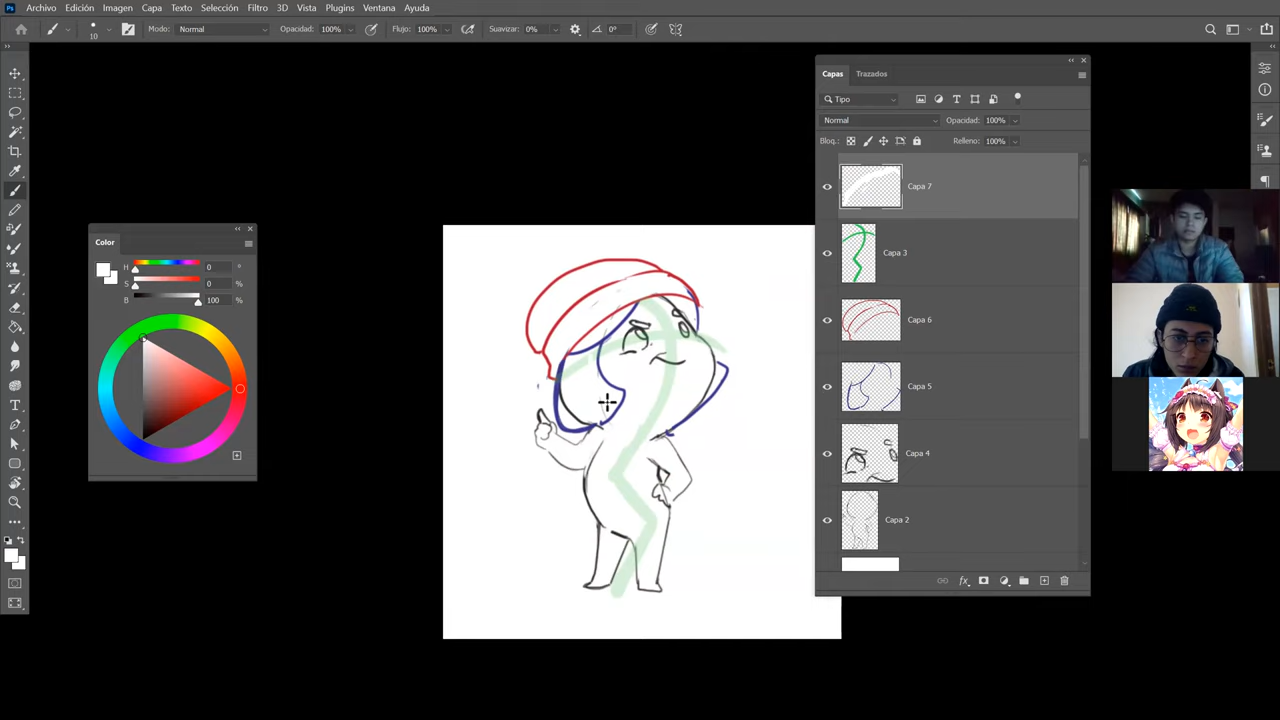 Ps Archivo Edición Imagen Capa Texto Selección Filtro 3D Vista Plugins Ventana Ayuda
10 Modo: Normal Opacidad: 100% Flujo: 100% Suavizar: 0% 0°
Capas Trazados
Tipo
Normal Opacidad: 100%
Bloq.: Relleno: 100%
Capa 7
Capa 3
Capa 6
Capa 5
Capa 4
Capa 2
Color
H 0 °
S 0 %
B 100 %